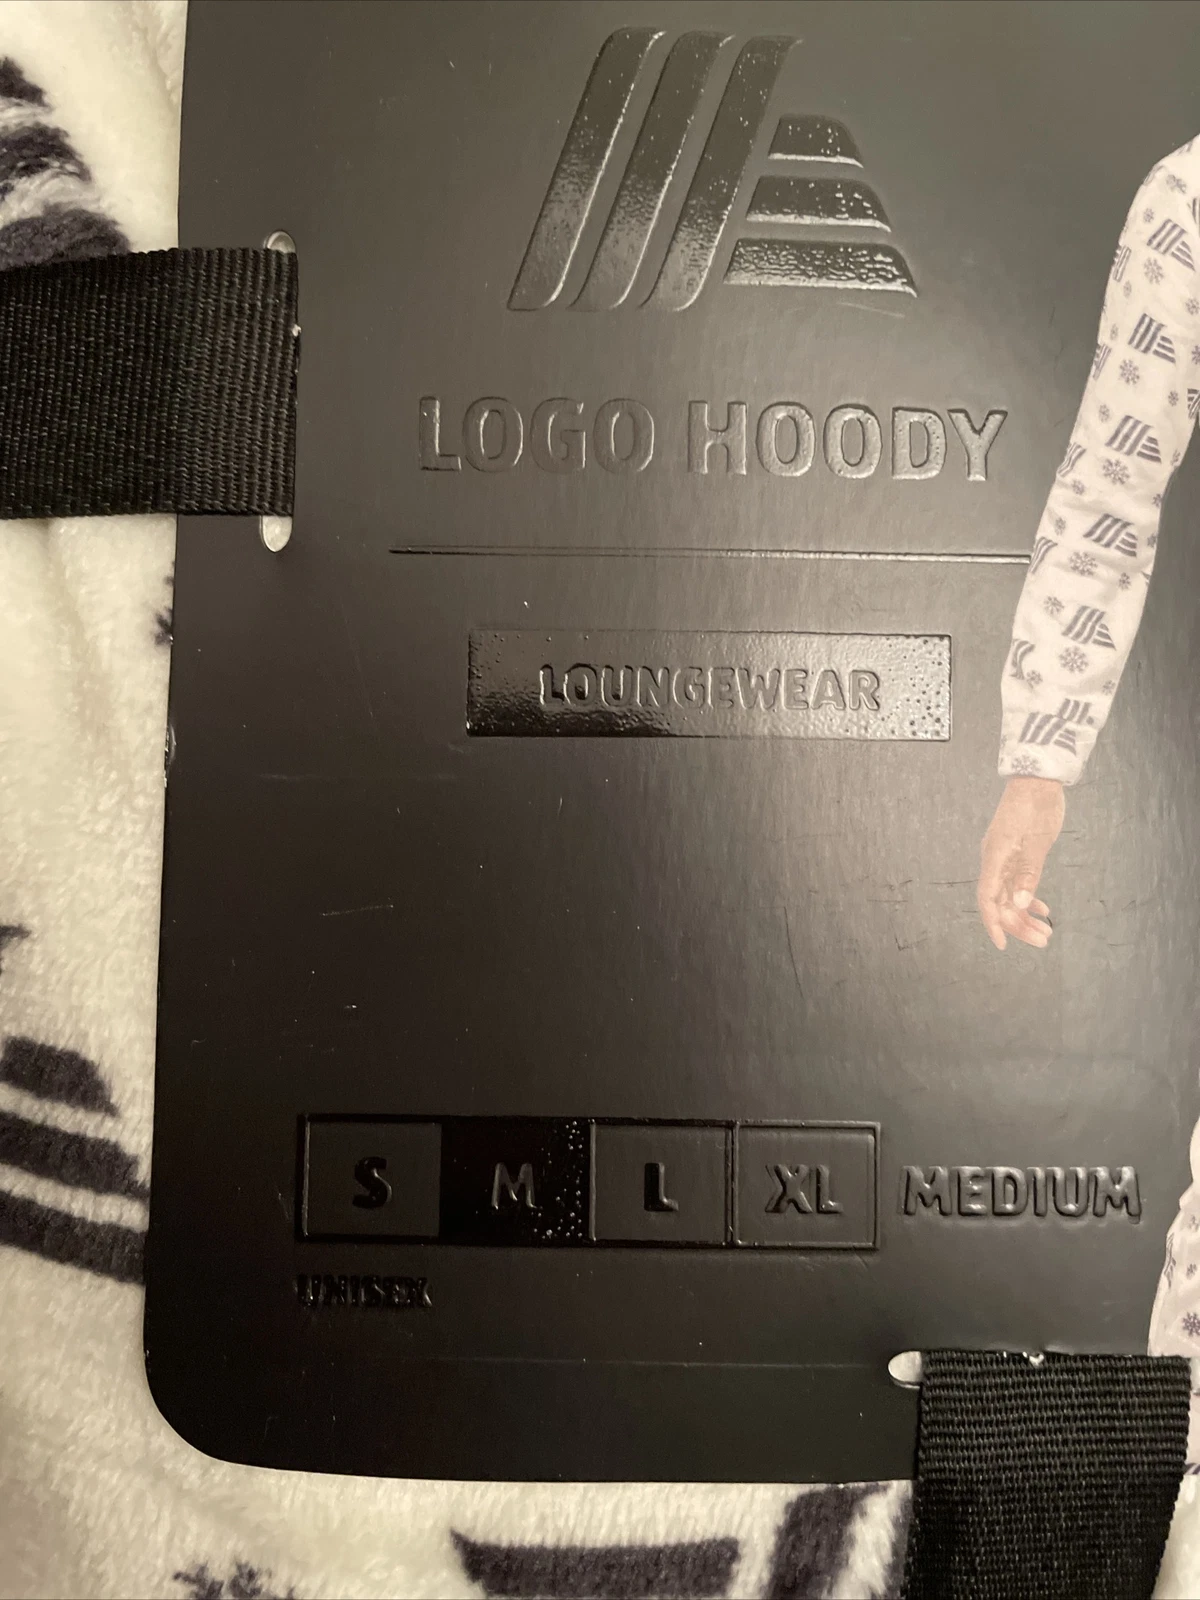 LOGO HOODY
LOUNGEWEAR
S M L XL MEDIUM
UNISEX